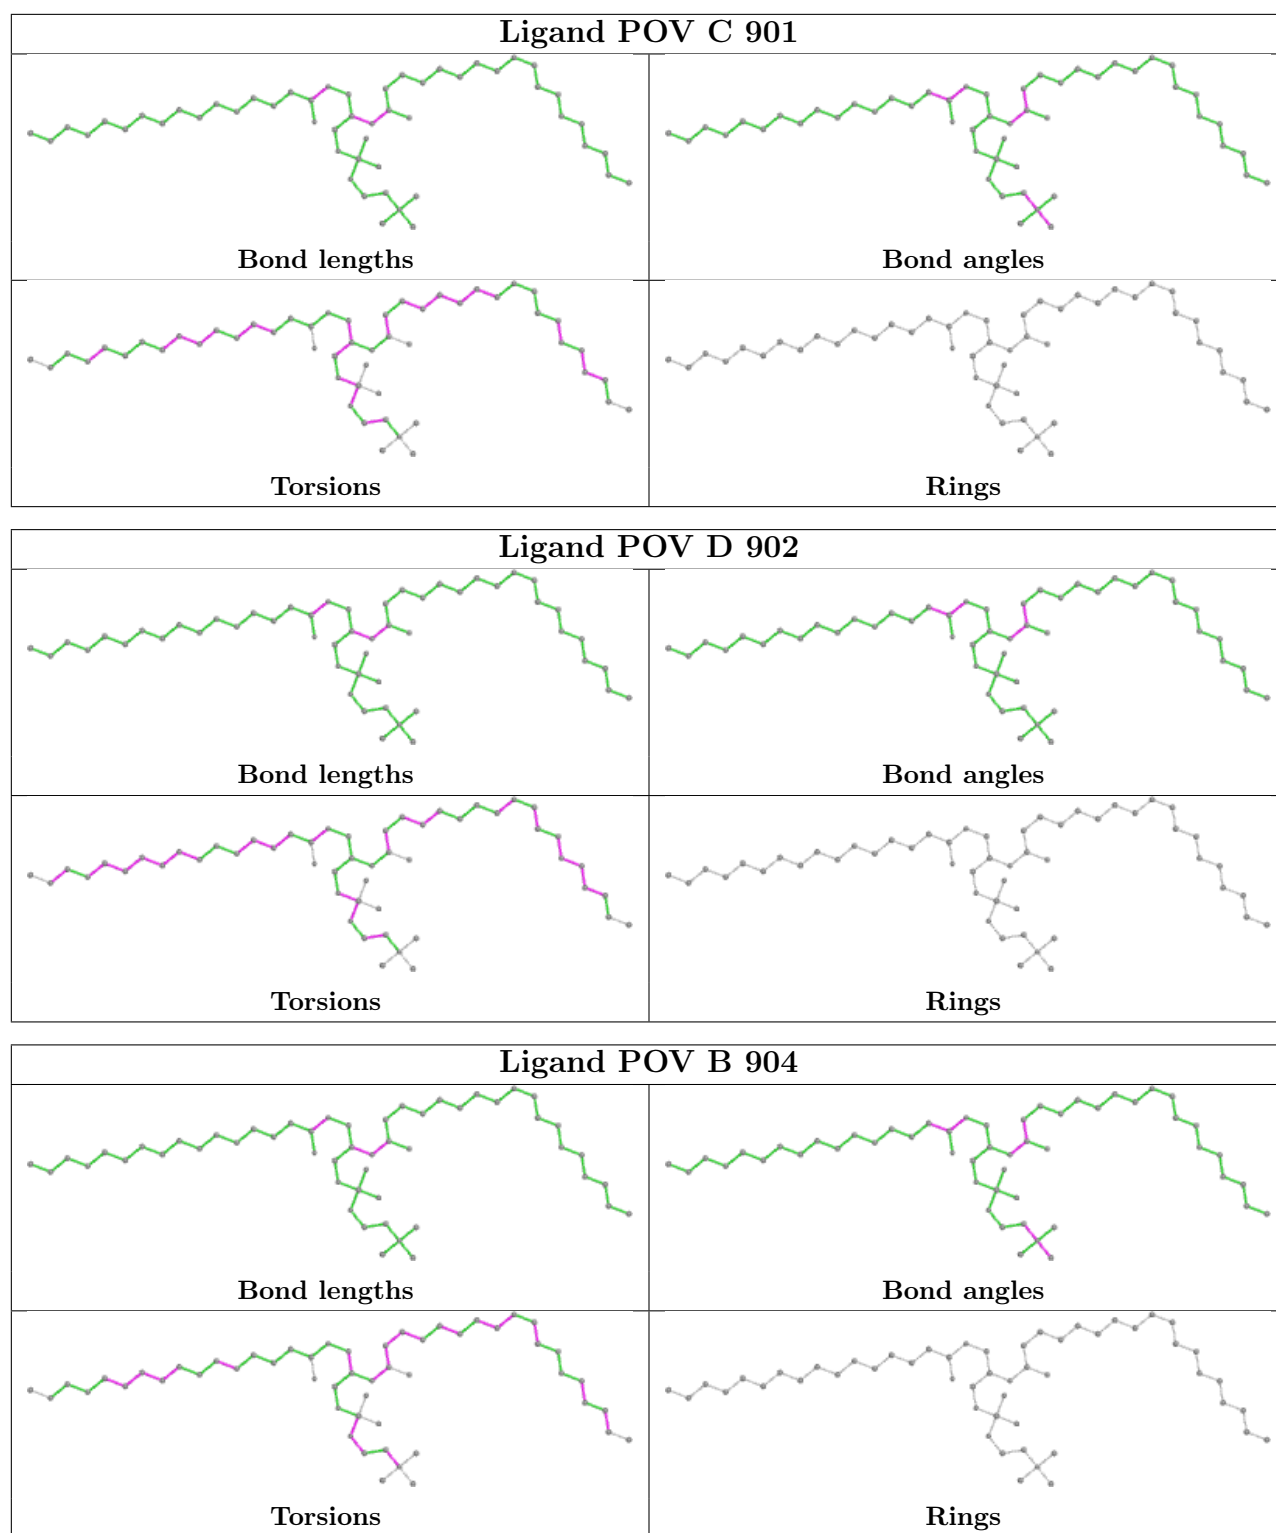 Ligand POV C 901
Bond lengths
Bond angles
Torsions
Rings
Ligand POV D 902
Bond lengths
Bond angles
Torsions
Rings
Ligand POV B 904
Bond lengths
Bond angles
Torsions
Rings